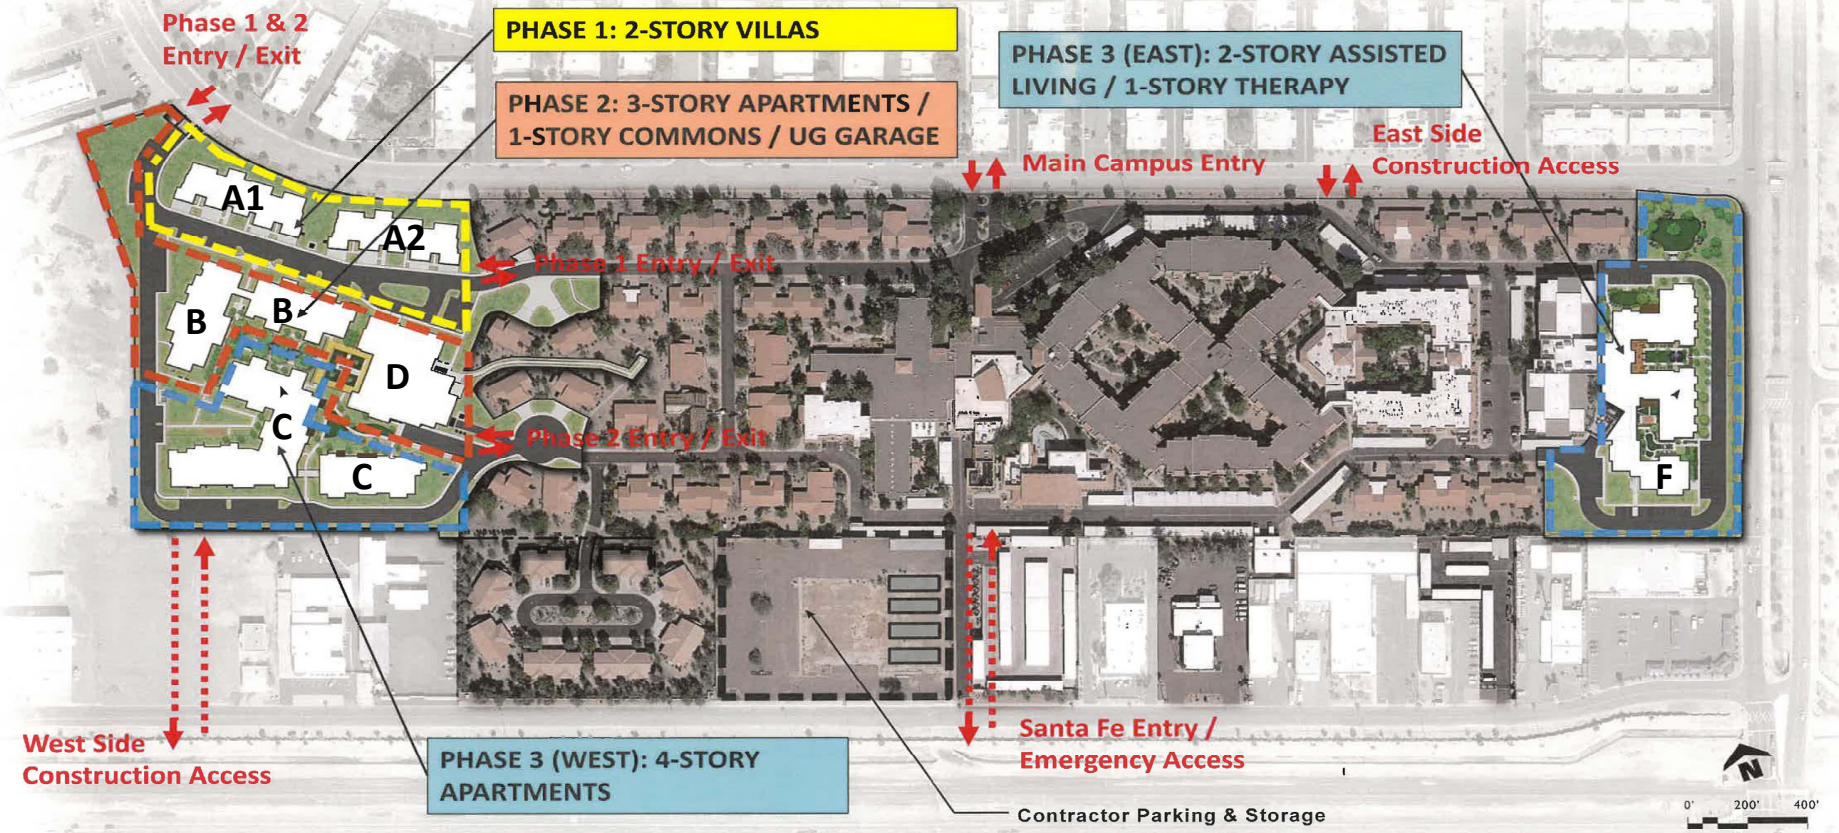 Phase 1 & 2
Entry / Exit
PHASE 1: 2-STORY VILLAS
PHASE 2: 3-STORY APARTMENTS /
1-STORY COMMONS / UG GARAGE
PHASE 3 (EAST): 2-STORY ASSISTED
LIVING / 1-STORY THERAPY
Main Campus Entry
East Side
Construction Access
A1
A2
Phase 1 Entry / Exit
B
B
D
C
Phase 2 Entry / Exit
C
F
West Side
Construction Access
PHASE 3 (WEST): 4-STORY
APARTMENTS
Santa Fe Entry /
Emergency Access
Contractor Parking & Storage
N
0' 200' 400'